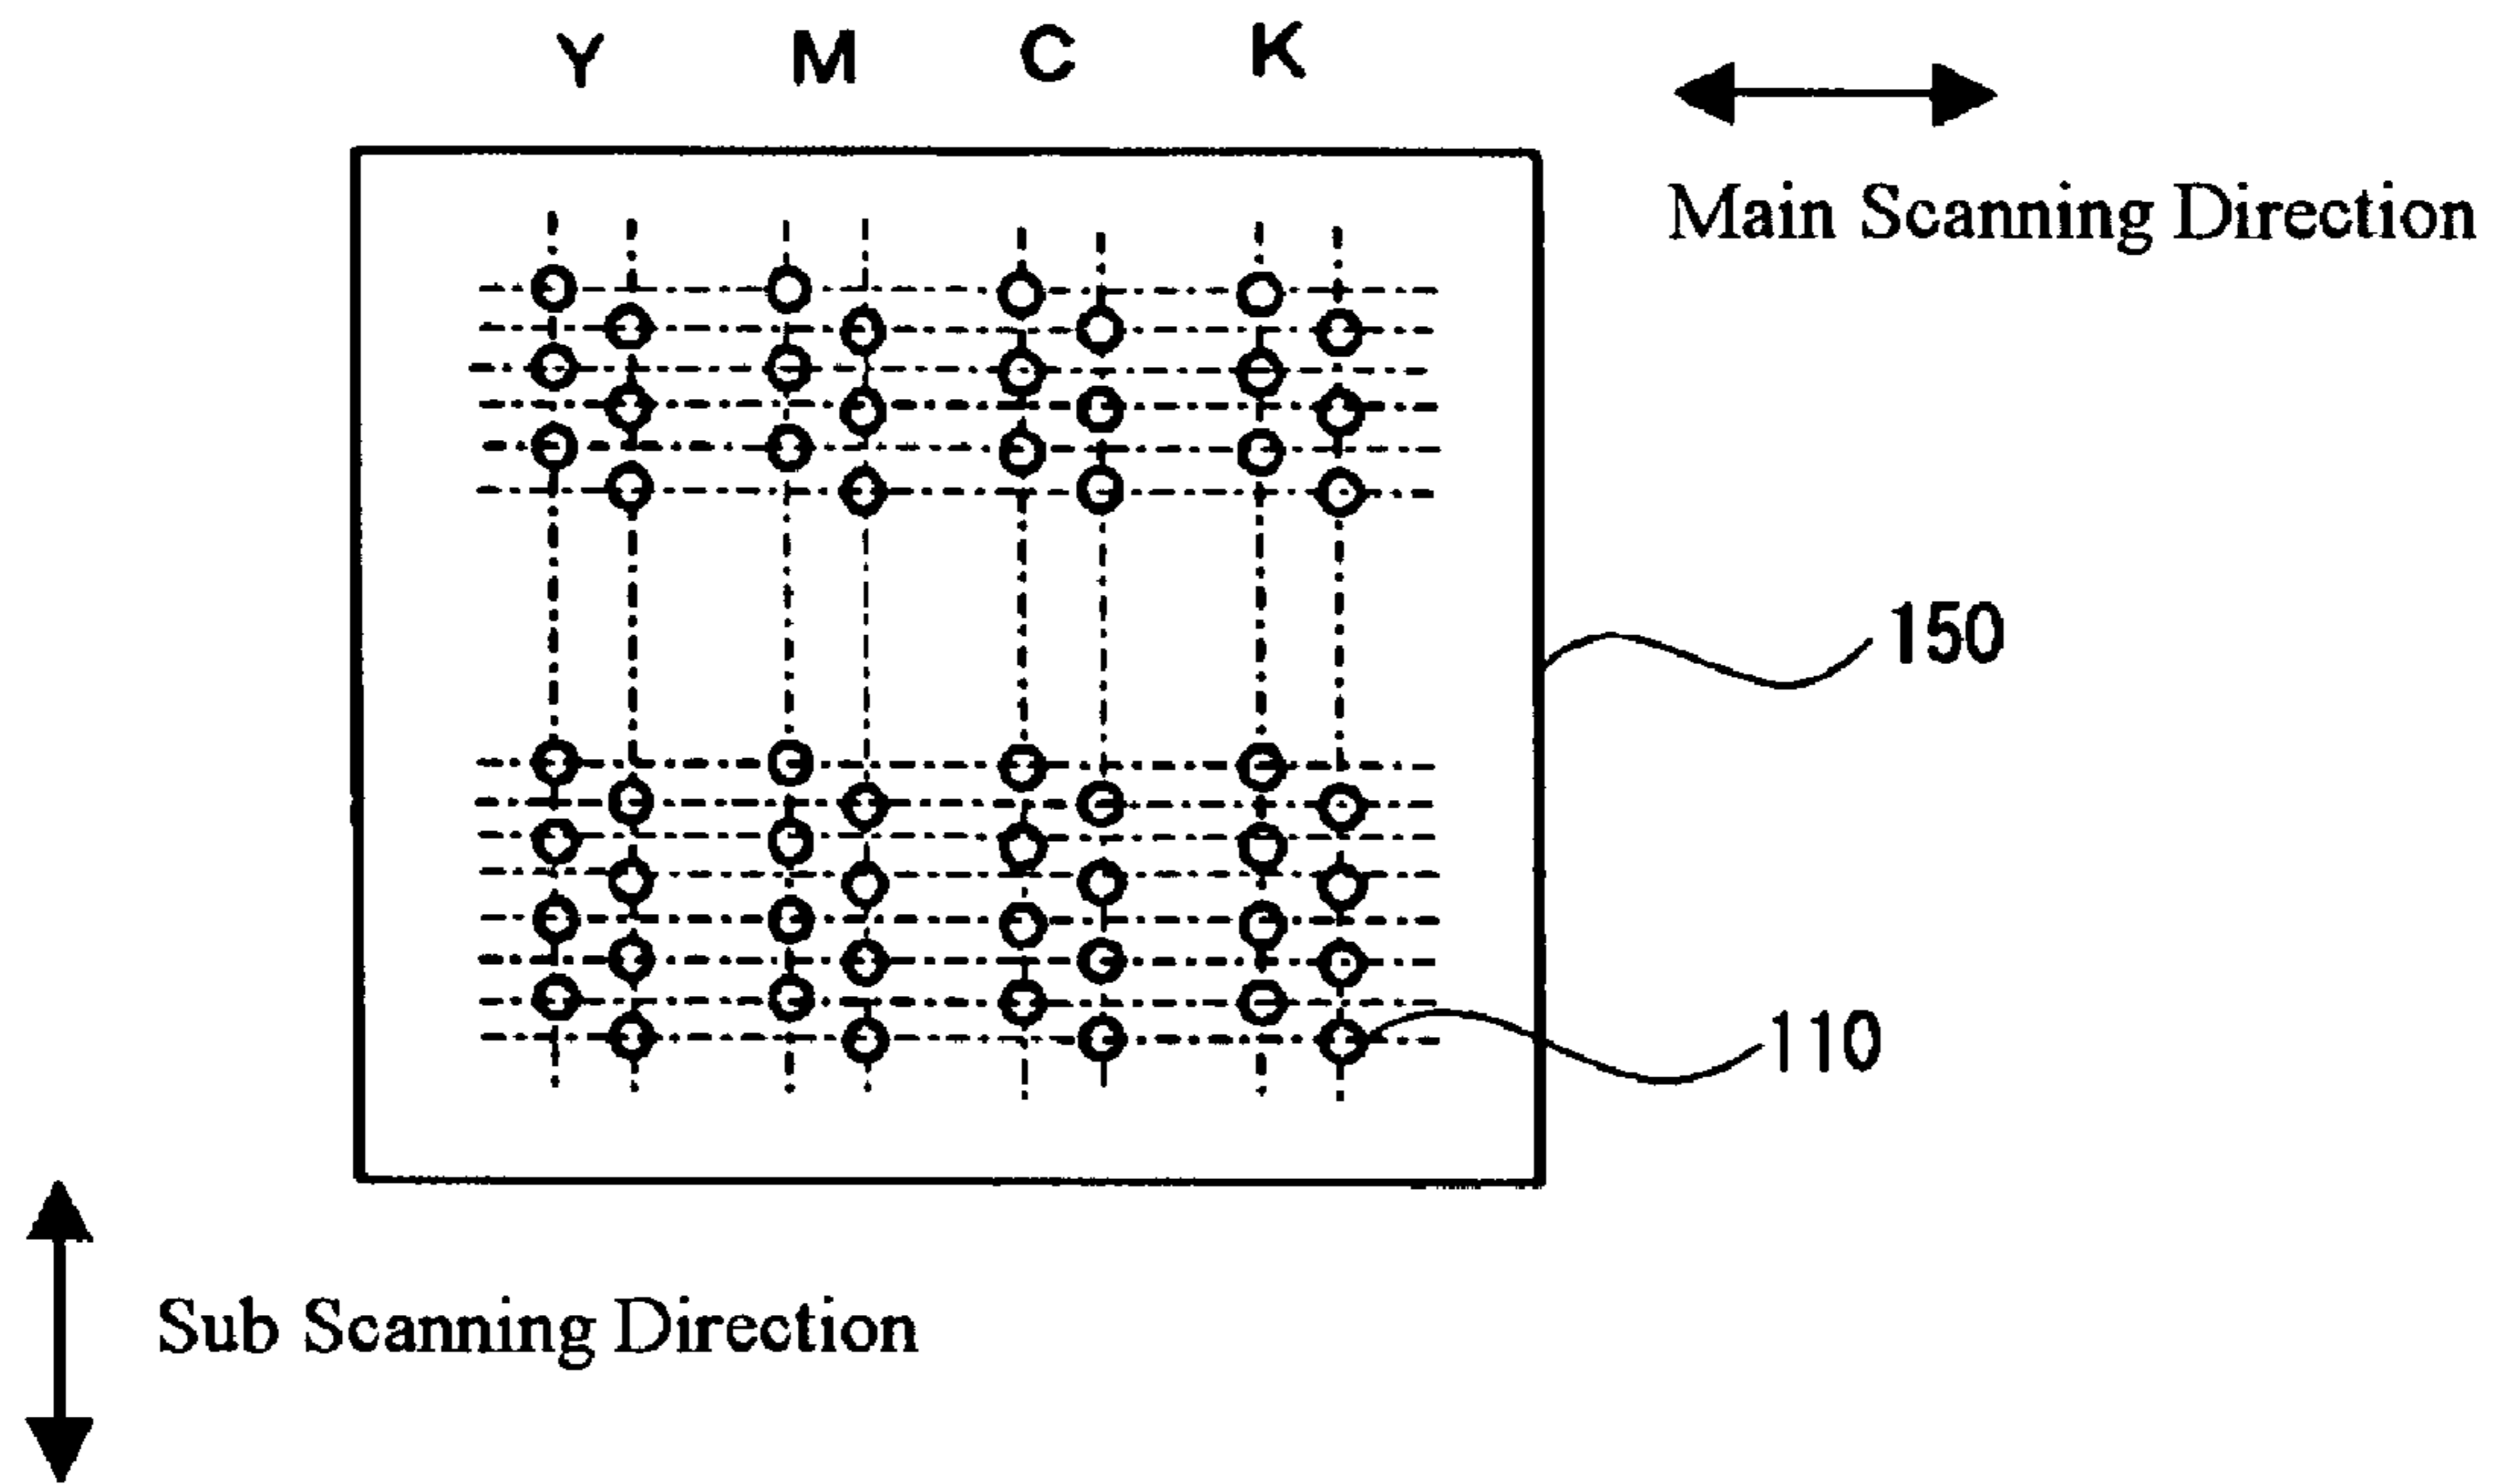 Y M C K
Main Scanning Direction
150
110
Sub Scanning Direction